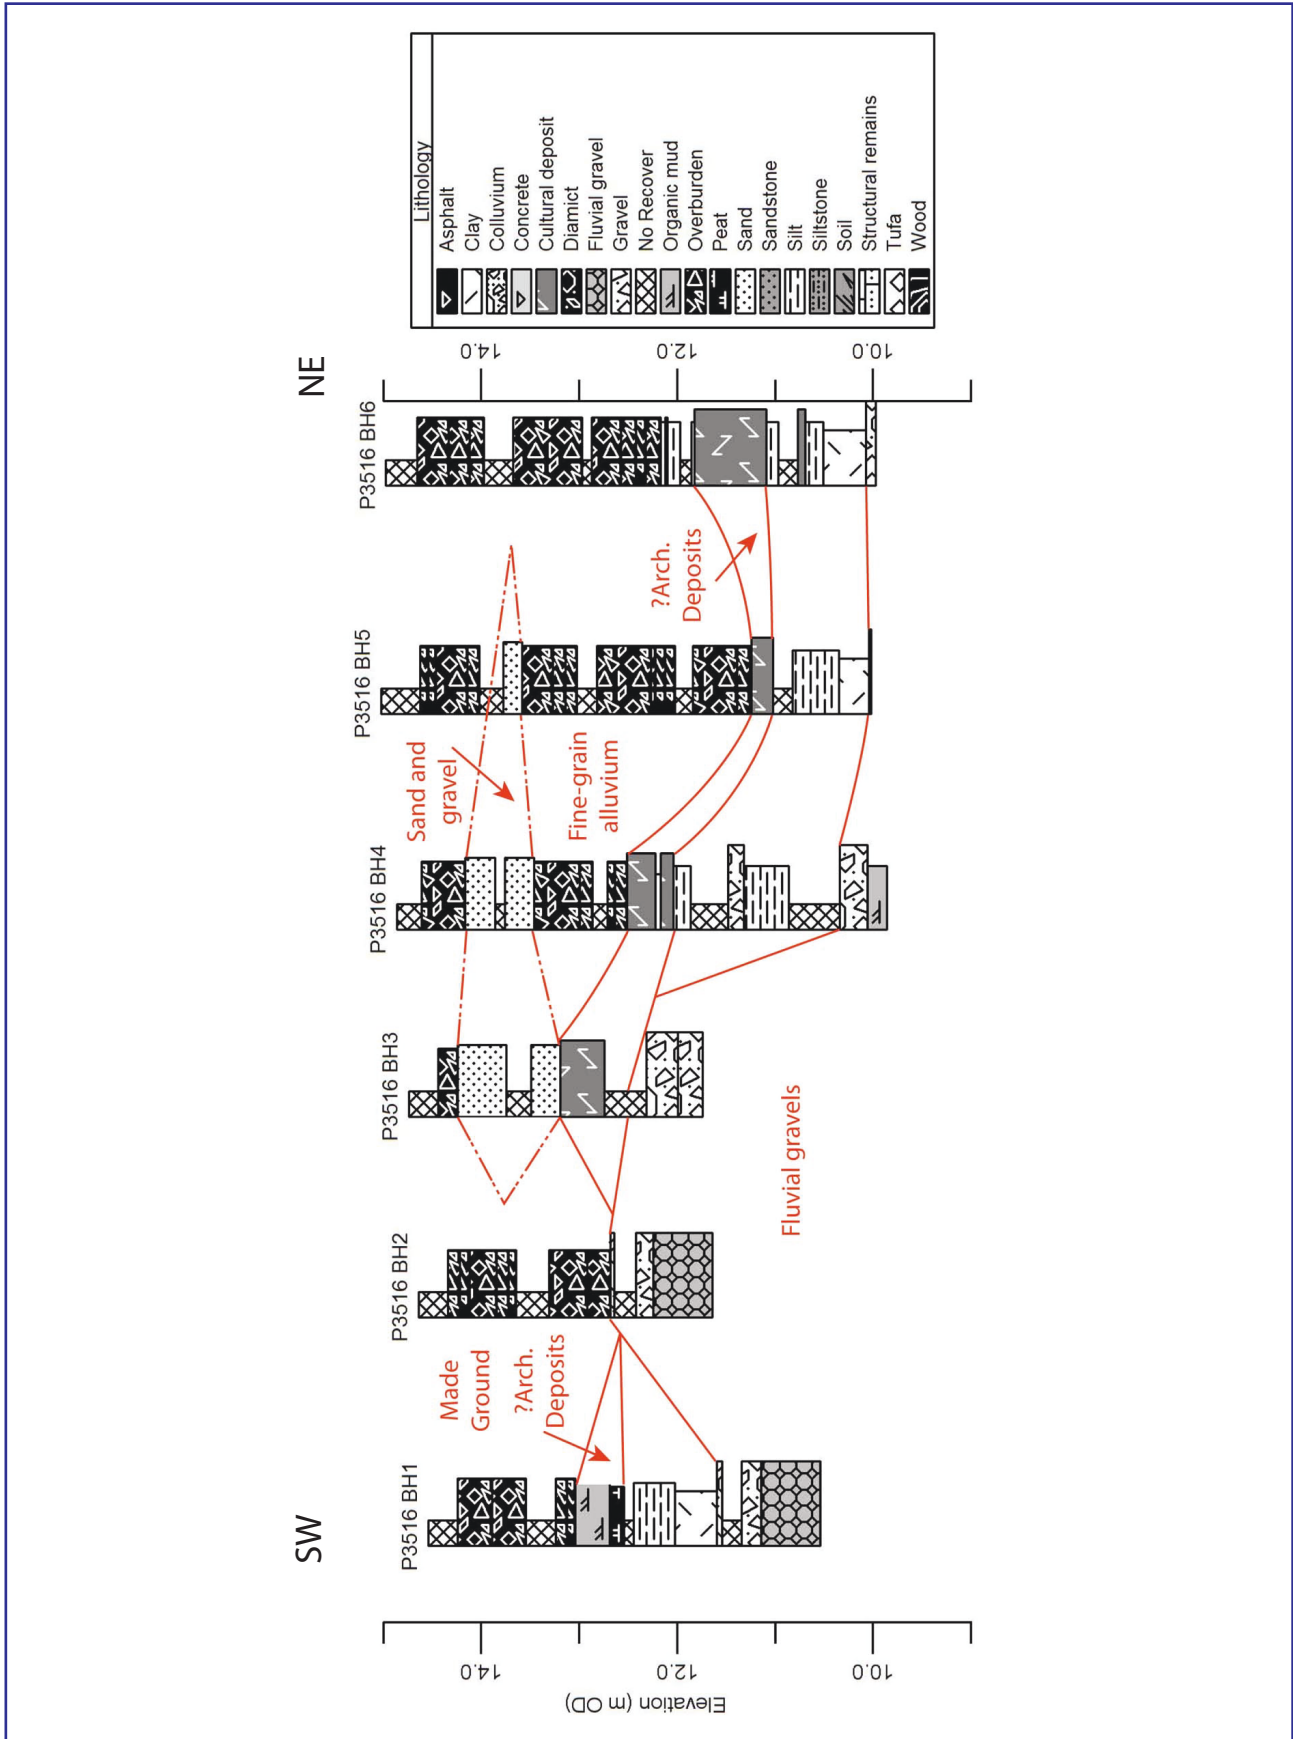 SW
NE
P3516 BH1
P3516 BH2
P3516 BH3
P3516 BH4
P3516 BH5
P3516 BH6
Elevation (m OD)
14.0
12.0
10.0
14.0
12.0
10.0
Made
Ground
?Arch.
Deposits
Sand and
gravel
Fine-grain
alluvium
?Arch.
Deposits
Fluvial gravels
Lithology
Asphalt
Clay
Colluvium
Concrete
Cultural deposit
Diamict
Fluvial gravel
Gravel
No Recover
Organic mud
Overburden
Peat
Sand
Sandstone
Silt
Siltstone
Soil
Structural remains
Tufa
Wood